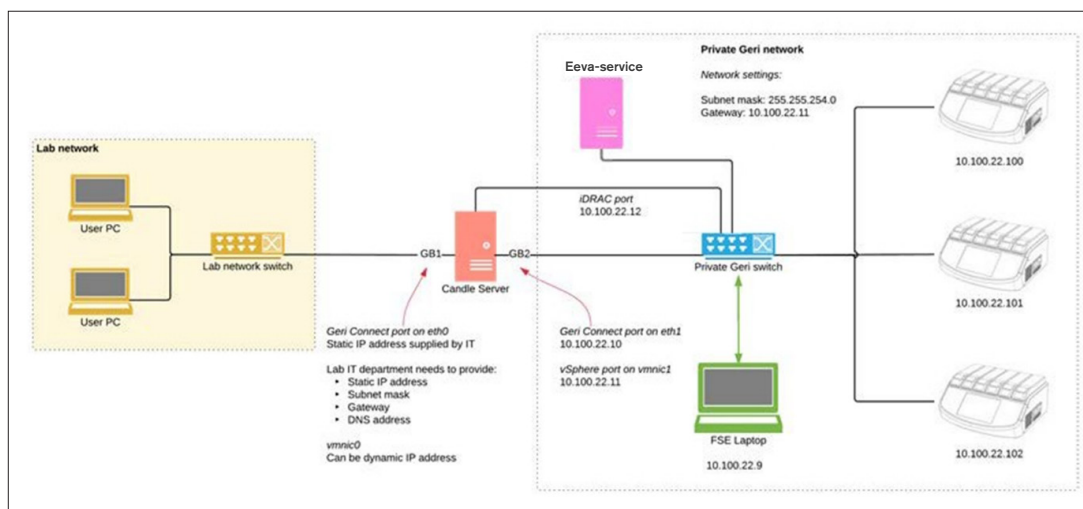 Private Geri network
Eeva-service
Network settings:
Subnet mask: 255.255.254.0
Gateway: 10.100.22.11
Lab network
User PC
User PC
Lab network switch
GB1
Candle Server
GB2
iDRAC port
10.100.22.12
Private Geri switch
10.100.22.100
10.100.22.101
10.100.22.102
Geri Connect port on eth0
Static IP address supplied by IT
Lab IT department needs to provide:
• Static IP address
• Subnet mask
• Gateway
• DNS address
vmnic0
Can be dynamic IP address
Geri Connect port on eth1
10.100.22.10
vSphere port on vmnic1
10.100.22.11
FSE Laptop
10.100.22.9